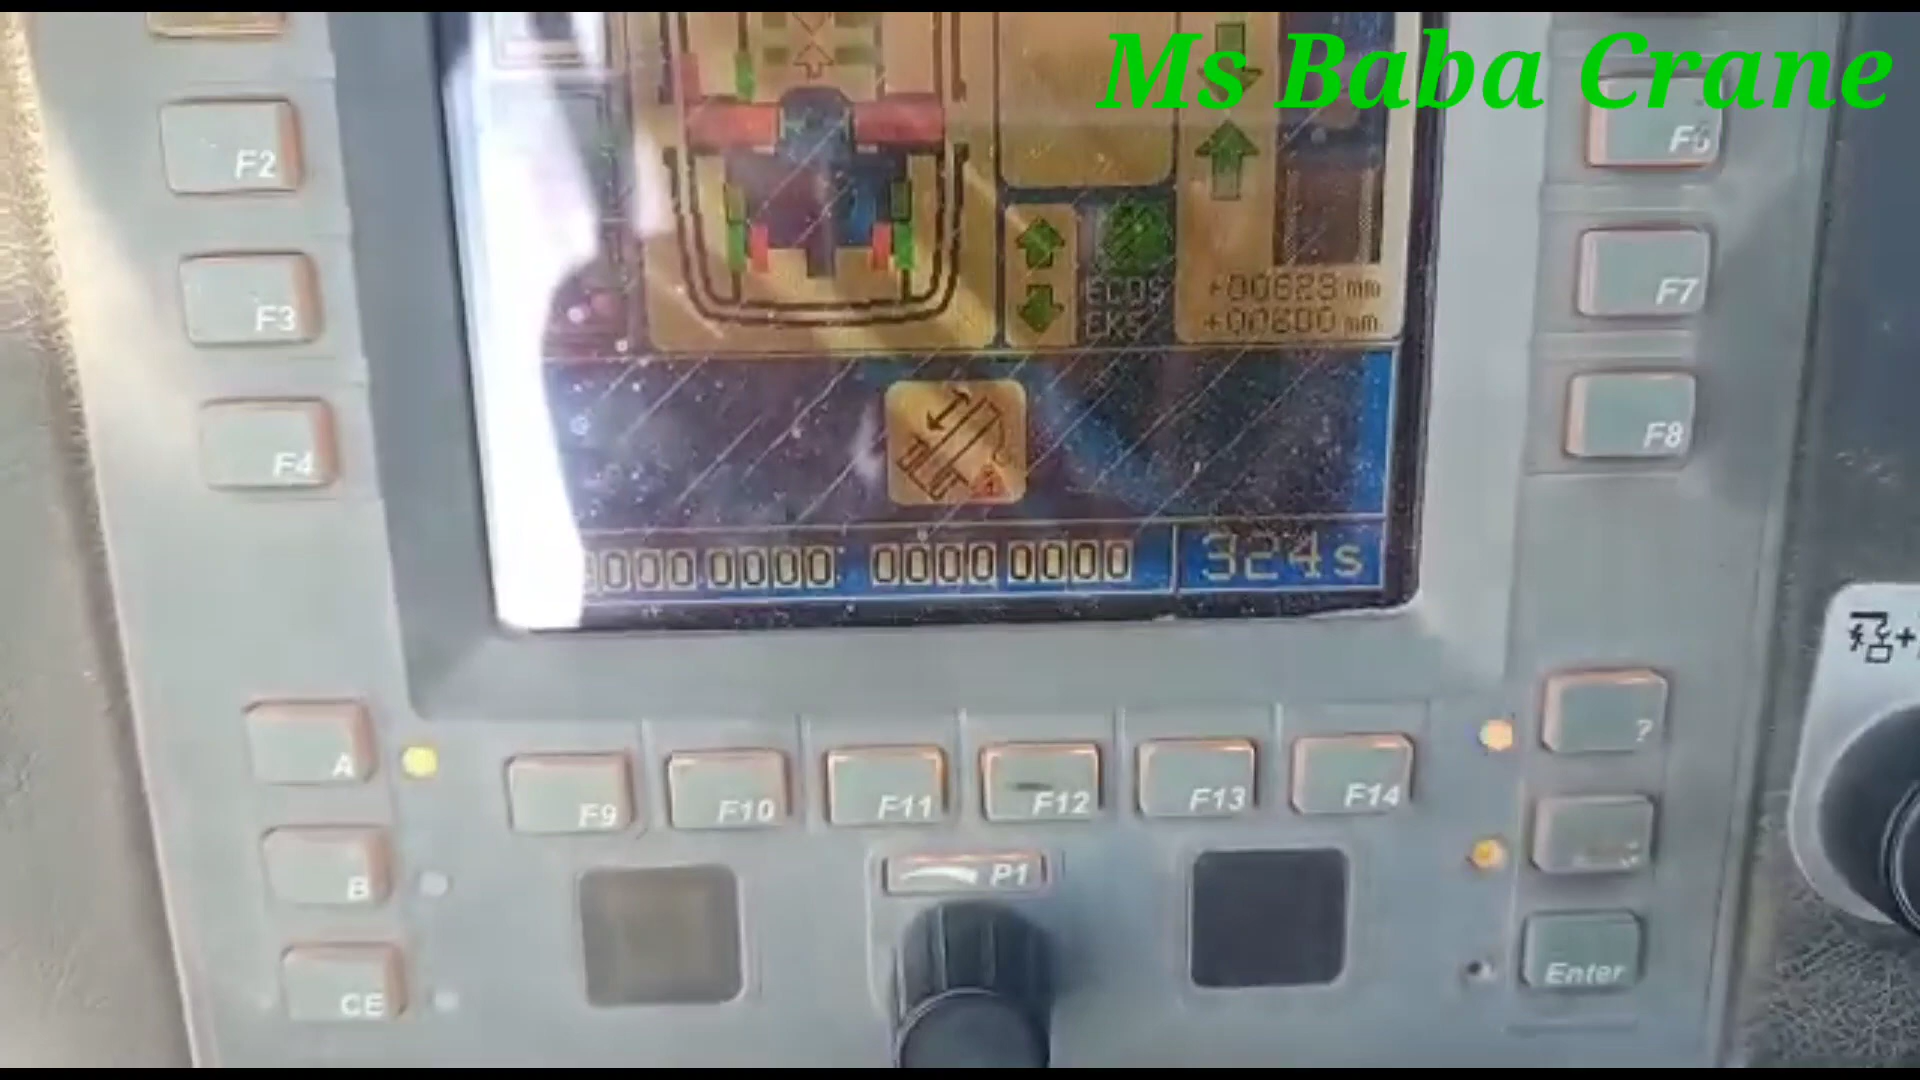 Ms Baba Crane
F2
F6
F3
F7
ECOS
EKS
+00623 mm
+00600 mm
F4
F8
0000 0000 0000 0000
324s
A
?
F9
F10
F11
F12
F13
F14
B
P1
CE
Enter